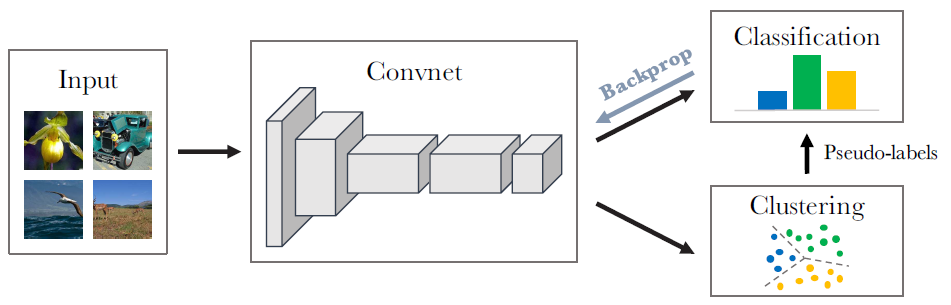 Input
Convnet
Backprop
Classification
Pseudo-labels
Clustering